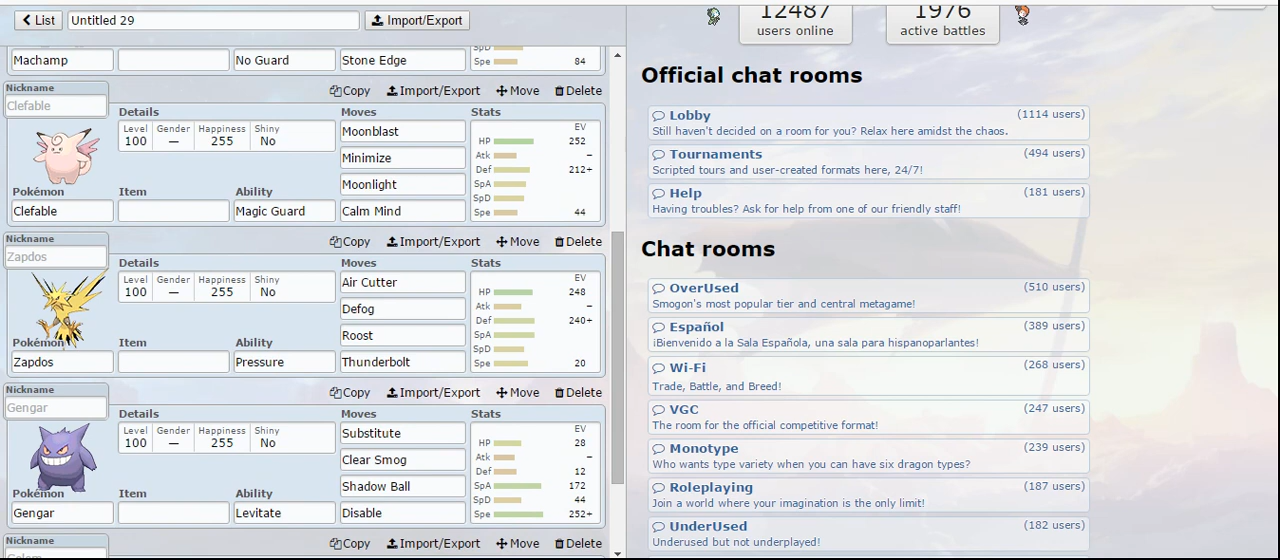 List
Untitled 29
Import/Export
Machamp
No Guard
Stone Edge
SpD
Spe 84
Nickname
Clefable
Copy Import/Export Move Delete
Details
Level Gender Happiness Shiny
100 — 255 No
Pokémon Item Ability
Clefable
Magic Guard
Moves
Moonblast
Minimize
Moonlight
Calm Mind
Stats
EV
HP 252
Atk –
Def 212+
SpA
SpD
Spe 44
Nickname
Zapdos
Copy Import/Export Move Delete
Details
Level Gender Happiness Shiny
100 — 255 No
Pokémon Item Ability
Zapdos
Pressure
Moves
Air Cutter
Defog
Roost
Thunderbolt
Stats
EV
HP 248
Atk –
Def 240+
SpA
SpD
Spe 20
Nickname
Gengar
Copy Import/Export Move Delete
Details
Level Gender Happiness Shiny
100 — 255 No
Pokémon Item Ability
Gengar
Levitate
Moves
Substitute
Clear Smog
Shadow Ball
Disable
Stats
EV
HP 28
Atk –
Def 12
SpA 172
SpD 44
Spe 252+
Nickname
Golem
Copy Import/Export Move Delete
12487
users online
1976
active battles
Official chat rooms
Lobby (1114 users)
Still haven't decided on a room for you? Relax here amidst the chaos.
Tournaments (494 users)
Scripted tours and user-created formats here, 24/7!
Help (181 users)
Having troubles? Ask for help from one of our friendly staff!
Chat rooms
OverUsed (510 users)
Smogon's most popular tier and central metagame!
Español (389 users)
¡Bienvenido a la Sala Española, una sala para hispanoparlantes!
Wi-Fi (268 users)
Trade, Battle, and Breed!
VGC (247 users)
The room for the official competitive format!
Monotype (239 users)
Who wants type variety when you can have six dragon types?
Roleplaying (187 users)
Join a world where your imagination is the only limit!
UnderUsed (182 users)
Underused but not underplayed!